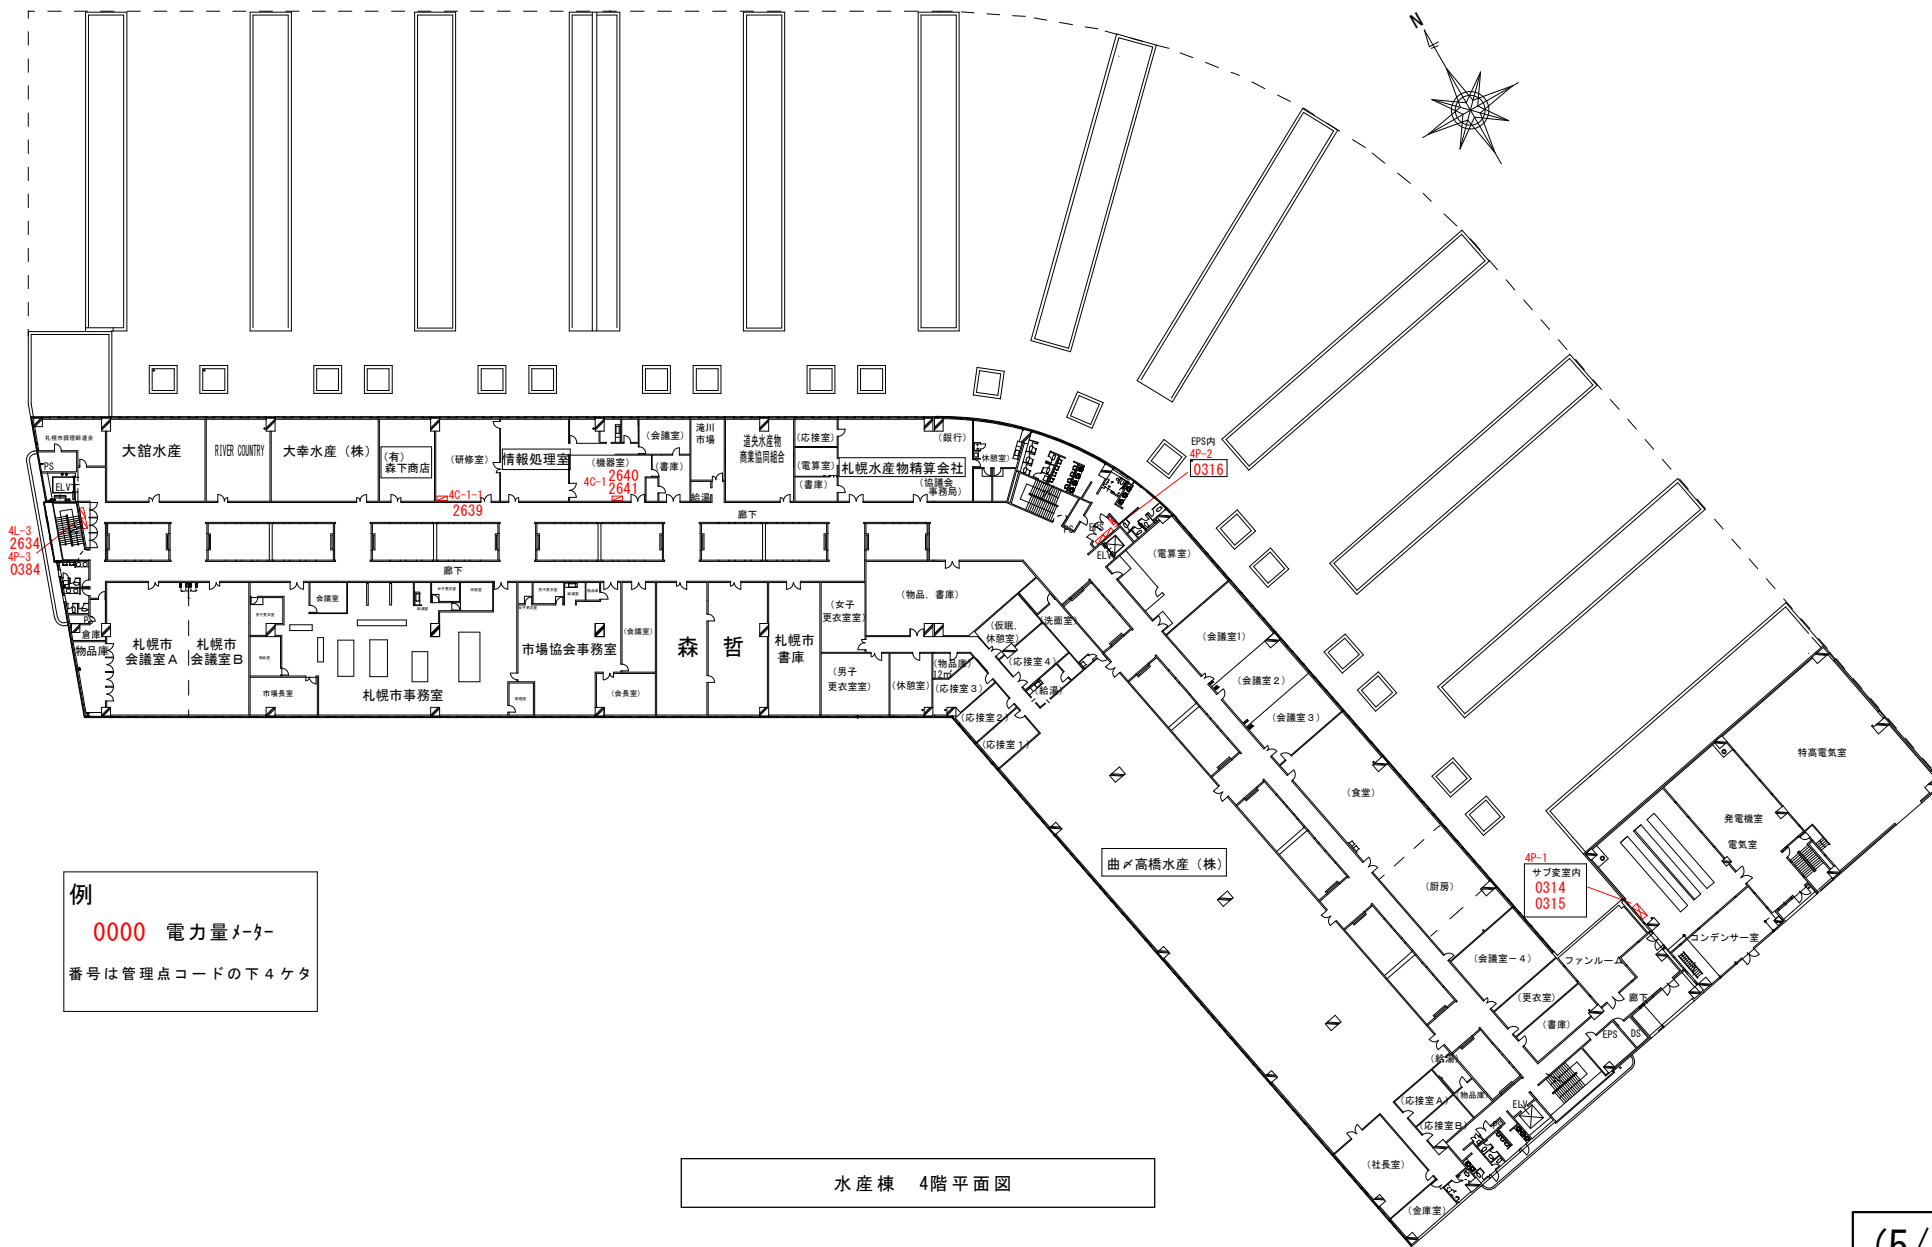 N
EPS内
4P-2
0316
札幌市調理師連合
大舘水産
RIVER COUNTRY
大幸水産（株）
（有）
森下商店
（研修室）
情報処理室
（機器室）
（会議室）
（書庫）
滝川
市場
給湯
道央水産物
商業協同組合
（応接室）
（電算室）
（書庫）
（銀行）
札幌水産物精算会社
（協議会
事務局）
（休憩室）
PS
ELV
4C-1-1
2639
4C-1
2640
2641
4L-3
2634
4P-3
0384
廊下
廊下
PS
倉庫
物品庫
札幌市
会議室A
札幌市
会議室B
会議室
市場長室
札幌市事務室
市場協会事務室
（会議室）
（会長室）
森
哲
札幌市
書庫
（女子
更衣室室）
（男子
更衣室室）
（物品．書庫）
（休憩室）
（物品庫）
12㎡
（仮眠．
休憩室）
（洗面室）
（応接室4）
（給湯）
（応接室3）
（応接室2）
（応接室1）
ELV
（電算室）
（会議室1）
（会議室2）
（会議室3）
（食堂）
（厨房）
（会議室－4）
（更衣室）
（書庫）
ファンルーム
廊下
EPS
DS
コンデンサー室
発電機室
電気室
特高電気室
4P-1
サブ変室内
0314
0315
曲〆高橋水産（株）
（給湯）
（物品庫）
（応接室A）
（応接室B）
ELV
（社長室）
（金庫室）
例
0000 電力量メーター
番号は管理点コードの下4ケタ
水産棟 4階平面図
(5/